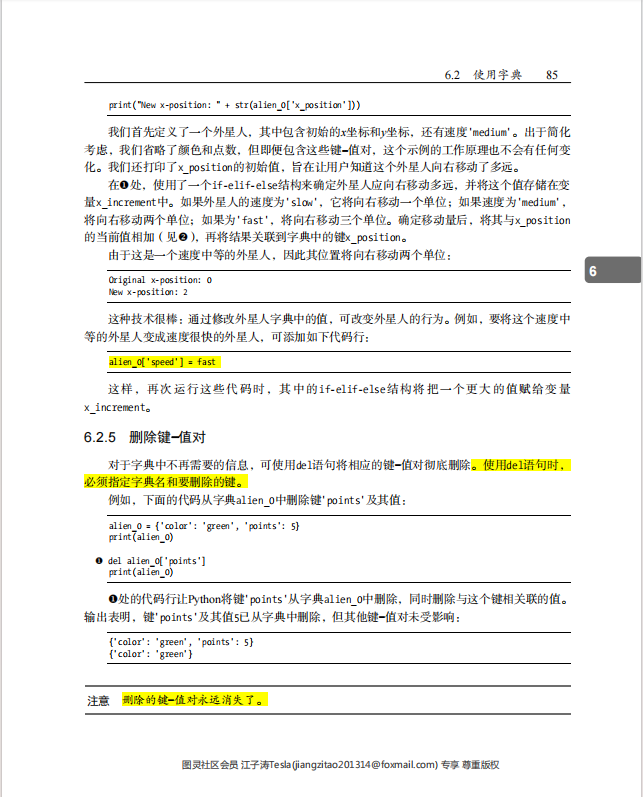 6.2 使用字典 85
print("New x-position: " + str(alien_0['x_position']))
我们首先定义了一个外星人，其中包含初始的x坐标和y坐标，还有速度'medium'。出于简化
考虑，我们省略了颜色和点数，但即便包含这些键-值对，这个示例的工作原理也不会有任何变
化。我们还打印了x_position的初始值，旨在让用户知道这个外星人向右移动了多远。
在❶处，使用了一个if-elif-else结构来确定外星人应向右移动多远，并将这个值存储在变
量x_increment中。如果外星人的速度为'slow'，它将向右移动一个单位；如果速度为'medium'，
将向右移动两个单位；如果为'fast'，将向右移动三个单位。确定移动量后，将其与x_position
的当前值相加（见❷），再将结果关联到字典中的键x_position。
由于这是一个速度中等的外星人，因此其位置将向右移动两个单位：
Original x-position: 0
New x-position: 2
6
这种技术很棒：通过修改外星人字典中的值，可改变外星人的行为。例如，要将这个速度中
等的外星人变成速度很快的外星人，可添加如下代码行：
alien_0['speed'] = fast
这样，再次运行这些代码时，其中的if-elif-else结构将把一个更大的值赋给变量
x_increment。
6.2.5 删除键-值对
对于字典中不再需要的信息，可使用del语句将相应的键-值对彻底删除。使用del语句时，
必须指定字典名和要删除的键。
例如，下面的代码从字典alien_0中删除键'points'及其值：
alien_0 = {'color': 'green', 'points': 5}
print(alien_0)
❶ del alien_0['points']
print(alien_0)
❶处的代码行让Python将键'points'从字典alien_0中删除，同时删除与这个键相关联的值。
输出表明，键'points'及其值5已从字典中删除，但其他键-值对未受影响：
{'color': 'green', 'points': 5}
{'color': 'green'}
注意 删除的键-值对永远消失了。
图灵社区会员 江子涛Tesla(jiangzitao201314@foxmail.com) 专享 尊重版权